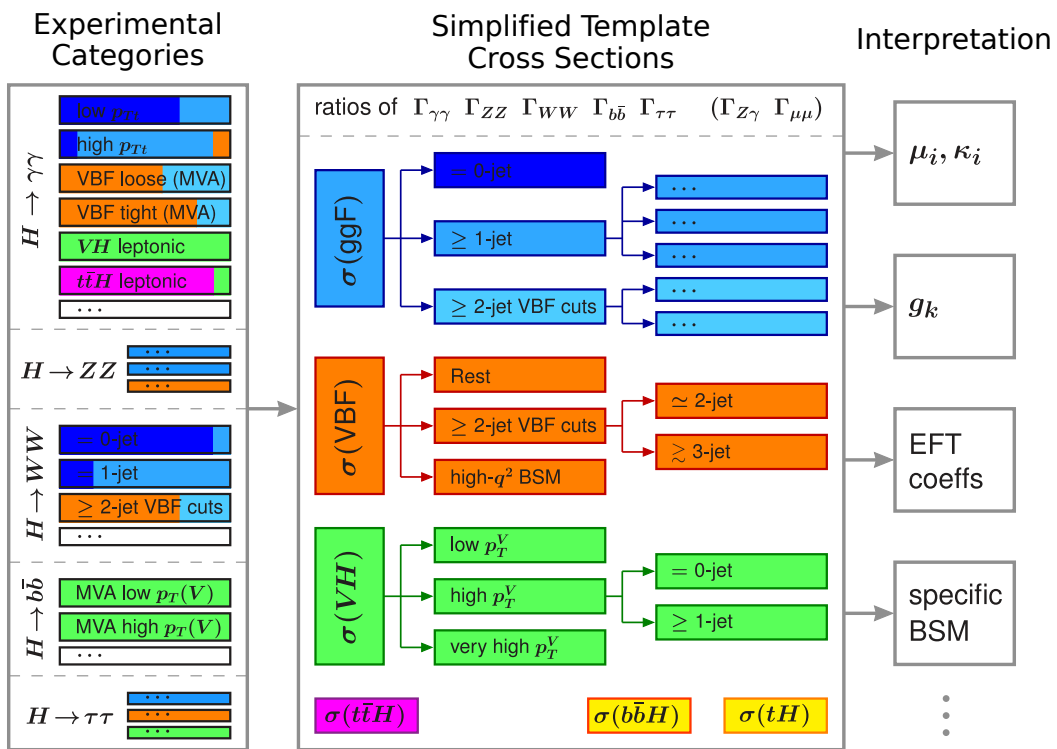 Experimental
Categories
H → γγ
low p_Tt
high p_Tt
VBF loose (MVA)
VBF tight (MVA)
VH leptonic
tt̄H leptonic
...
H → ZZ
...
...
...
H → WW
= 0-jet
= 1-jet
≥ 2-jet VBF cuts
...
H → bb̄
MVA low p_T(V)
MVA high p_T(V)
...
H → ττ
...
...
...
Simplified Template
Cross Sections
ratios of Γ_γγ Γ_ZZ Γ_WW Γ_bb̄ Γ_ττ (Γ_Zγ Γ_μμ)
σ(ggF)
= 0-jet
≥ 1-jet
≥ 2-jet VBF cuts
...
...
...
...
...
σ(VBF)
Rest
≥ 2-jet VBF cuts
high-q² BSM
≃ 2-jet
≳ 3-jet
σ(VH)
low p_T^V
high p_T^V
very high p_T^V
= 0-jet
≥ 1-jet
σ(tt̄H)
σ(bb̄H)
σ(tH)
Interpretation
μ_i, κ_i
g_k
EFT
coeffs
specific
BSM
⋮